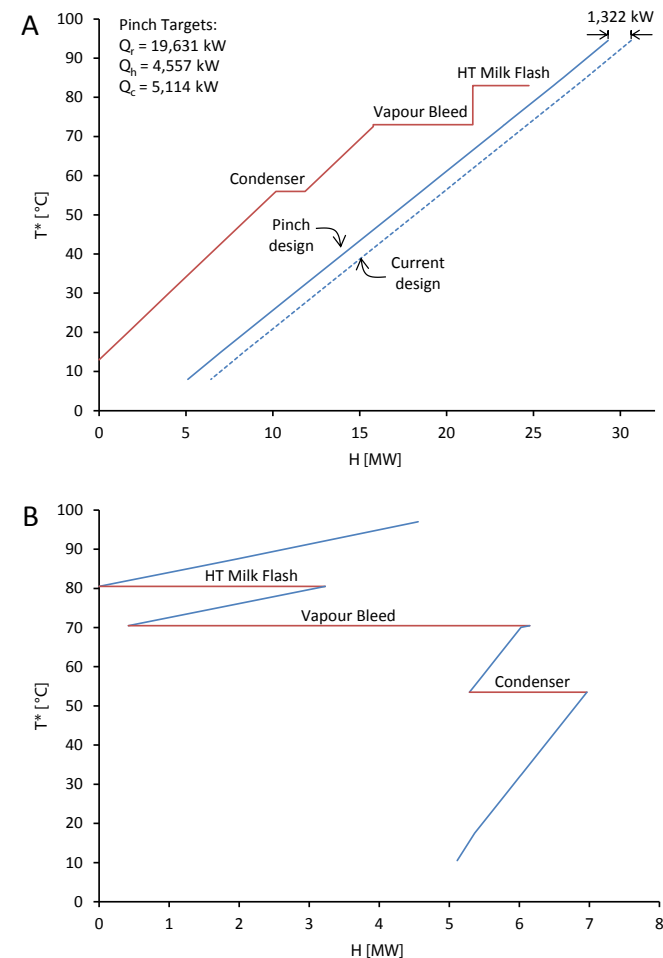 A
Pinch Targets:
Qr = 19,631 kW
Qh = 4,557 kW
Qc = 5,114 kW
1,322 kW
HT Milk Flash
Vapour Bleed
Condenser
Pinch
design
Current
design
T* [°C]
100
90
80
70
60
50
40
30
20
10
0
0 5 10 15 20 25 30
H [MW]
B
HT Milk Flash
Vapour Bleed
Condenser
T* [°C]
100
90
80
70
60
50
40
30
20
10
0
0 1 2 3 4 5 6 7 8
H [MW]